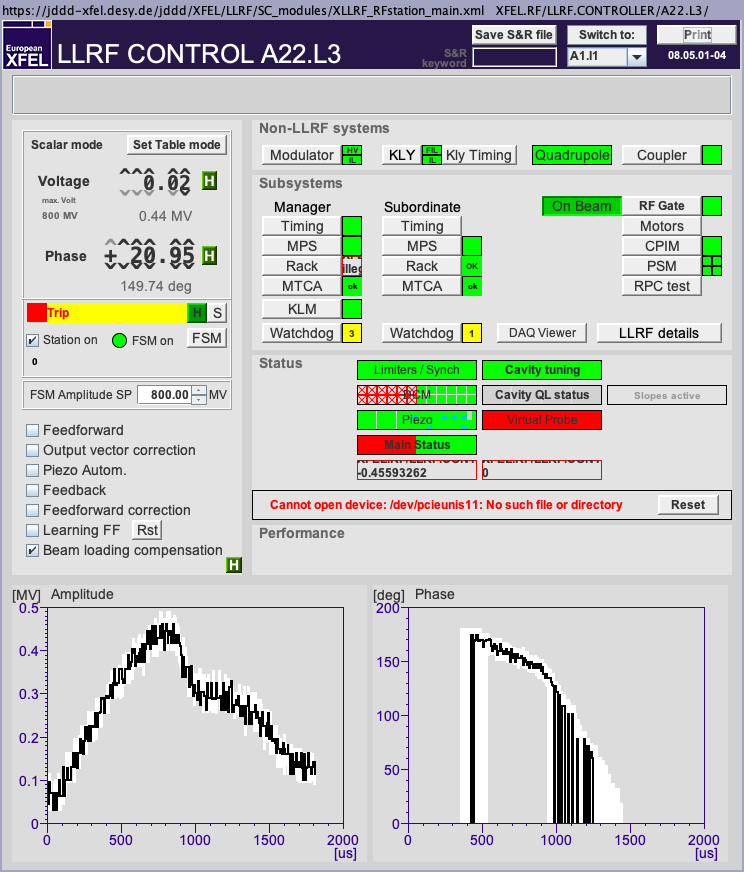 https://jddd-xfel.desy.de/jddd/XFEL/LLRF/SC_modules/XLLRF_RFstation_main.xml XFEL.RF/LLRF.CONTROLLER/A22.L3/
European
XFEL
LLRF CONTROL A22.L3
S&R
keyword
Save S&R file
Switch to:
A1.I1
Print
08.05.01-04
Scalar mode
Set Table mode
Voltage
0.02
H
max. Volt
800 MV
0.44 MV
Phase
+ 20.95
H
149.74 deg
Trip
H
S
Station on
FSM on
FSM
0
FSM Amplitude SP
800.00
MV
Feedforward
Output vector correction
Piezo Autom.
Feedback
Feedforward correction
Learning FF
Rst
Beam loading compensation
H
Non-LLRF systems
Modulator
HV
IL
KLY
FIL
IL
Kly Timing
Quadrupole
Coupler
Subsystems
Manager
Subordinate
On Beam
RF Gate
Timing
Timing
Motors
MPS
MPS
CPIM
Rack
illeg
Rack
OK
PSM
MTCA
ok
MTCA
ok
RPC test
KLM
Watchdog
3
Watchdog
1
DAQ Viewer
LLRF details
Status
Limiters / Synch
Cavity tuning
Cavity QL status
Slopes active
Piezo
Virtual Probe
Main Status
-0.45593262
0
Cannot open device: /dev/pcieunis11: No such file or directory
Reset
Performance
[MV]
Amplitude
0.5
0.4
0.3
0.2
0.1
0
0
500
1000
1500
2000
[us]
[deg]
Phase
200
150
100
50
0
0
500
1000
1500
2000
[us]